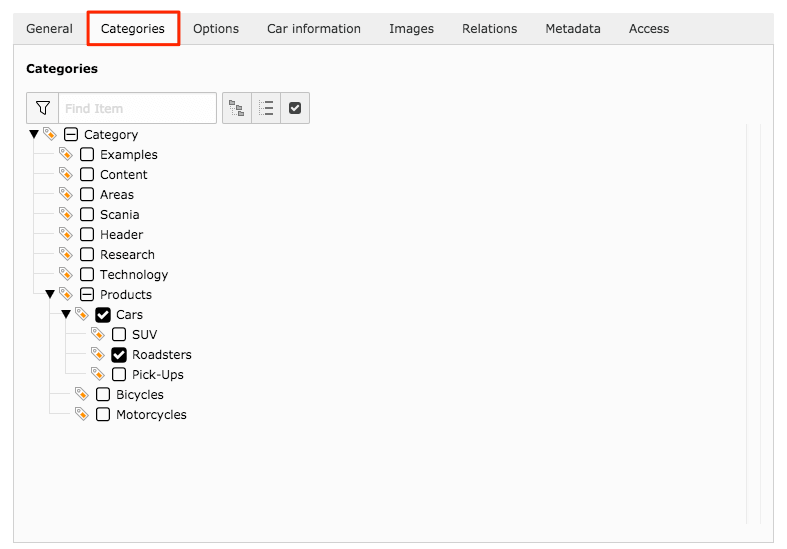 General Categories Options Car information Images Relations Metadata Access
Categories
Find Item
Category
Examples
Content
Areas
Scania
Header
Research
Technology
Products
Cars
SUV
Roadsters
Pick-Ups
Bicycles
Motorcycles